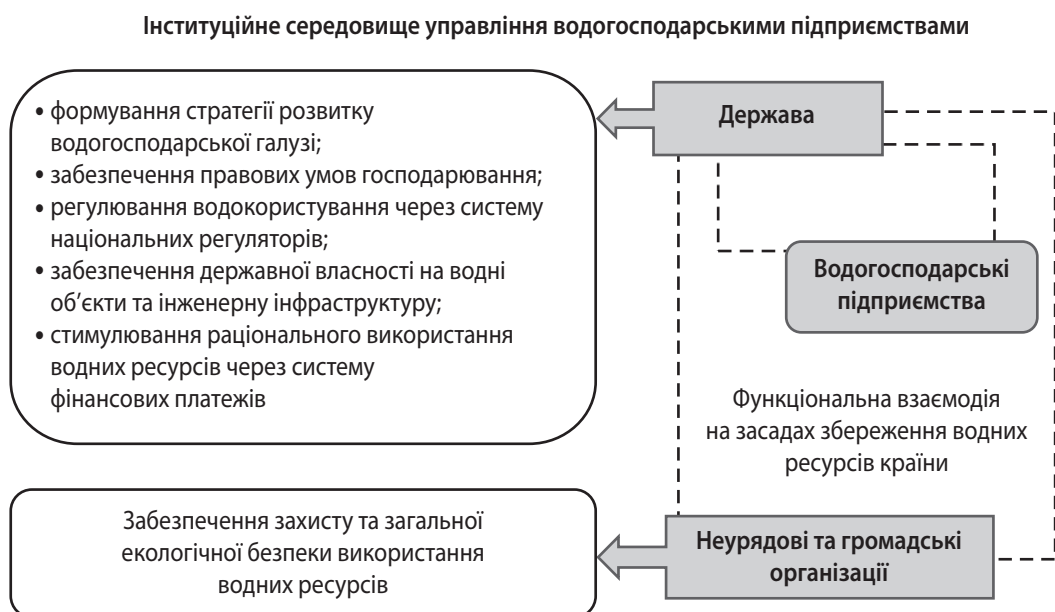 Інституційне середовище управління водогосподарськими підприємствами
• формування стратегії розвитку
водогосподарської галузі;
• забезпечення правових умов господарювання;
• регулювання водокористування через систему
національних регуляторів;
• забезпечення державної власності на водні
об’єкти та інженерну інфраструктуру;
• стимулювання раціонального використання
водних ресурсів через систему
фінансових платежів
Держава
Водогосподарські
підприємства
Функціональна взаємодія
на засадах збереження водних
ресурсів країни
Забезпечення захисту та загальної
екологічної безпеки використання
водних ресурсів
Неурядові та громадські
організації